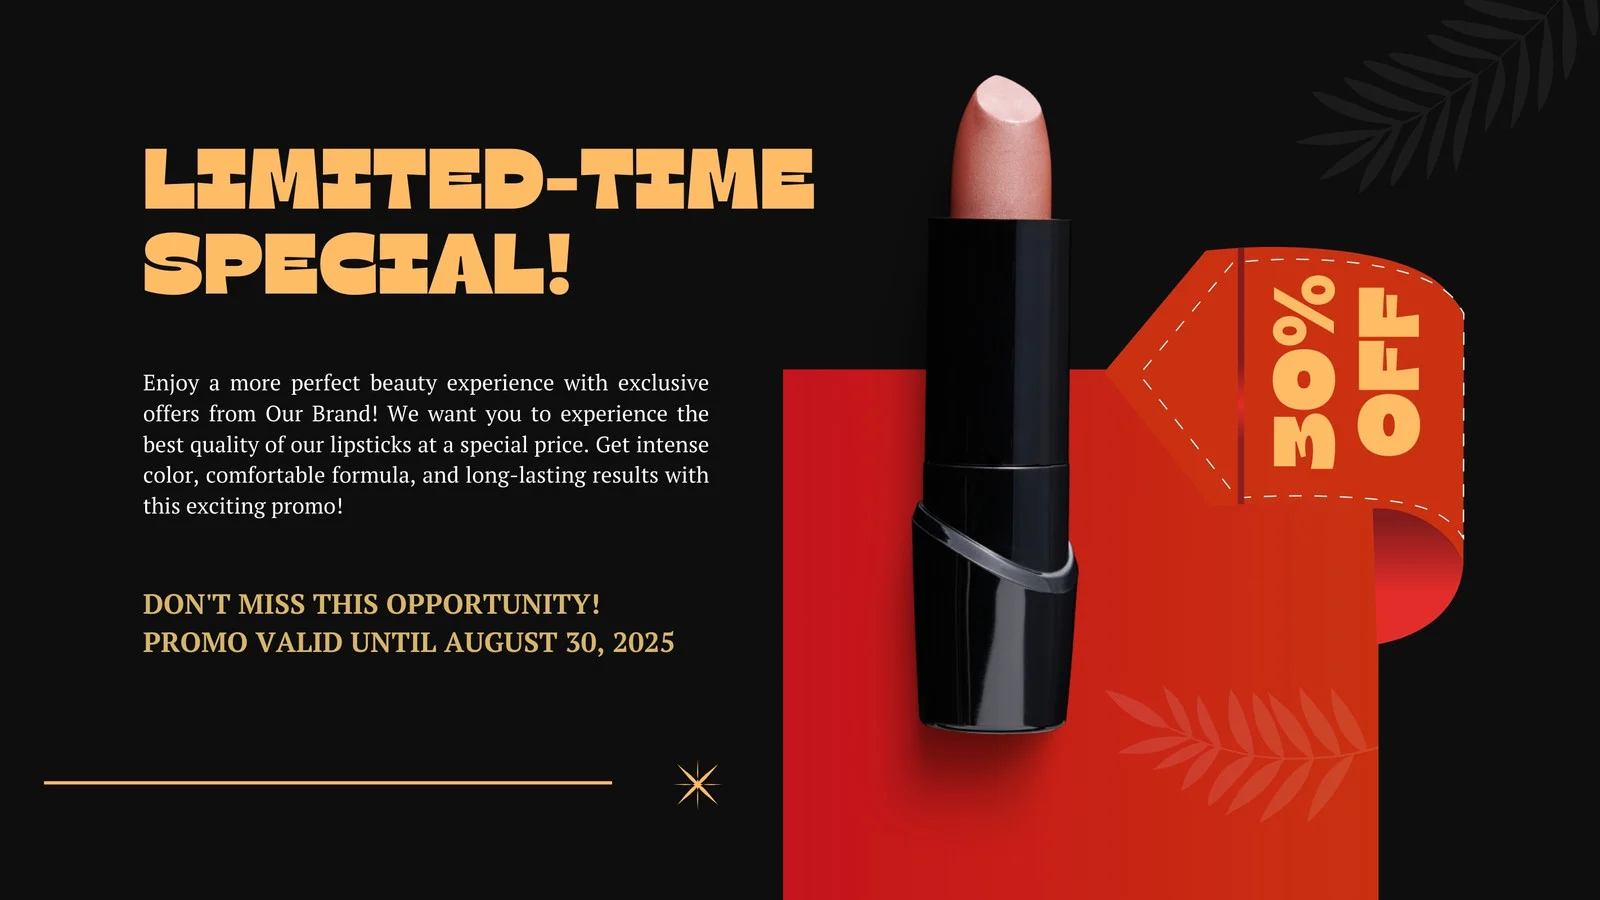 LIMITED-TIME
SPECIAL!
Enjoy a more perfect beauty experience with exclusive
offers from Our Brand! We want you to experience the
best quality of our lipsticks at a special price. Get intense
color, comfortable formula, and long-lasting results with
this exciting promo!
DON'T MISS THIS OPPORTUNITY!
PROMO VALID UNTIL AUGUST 30, 2025
30%
OFF